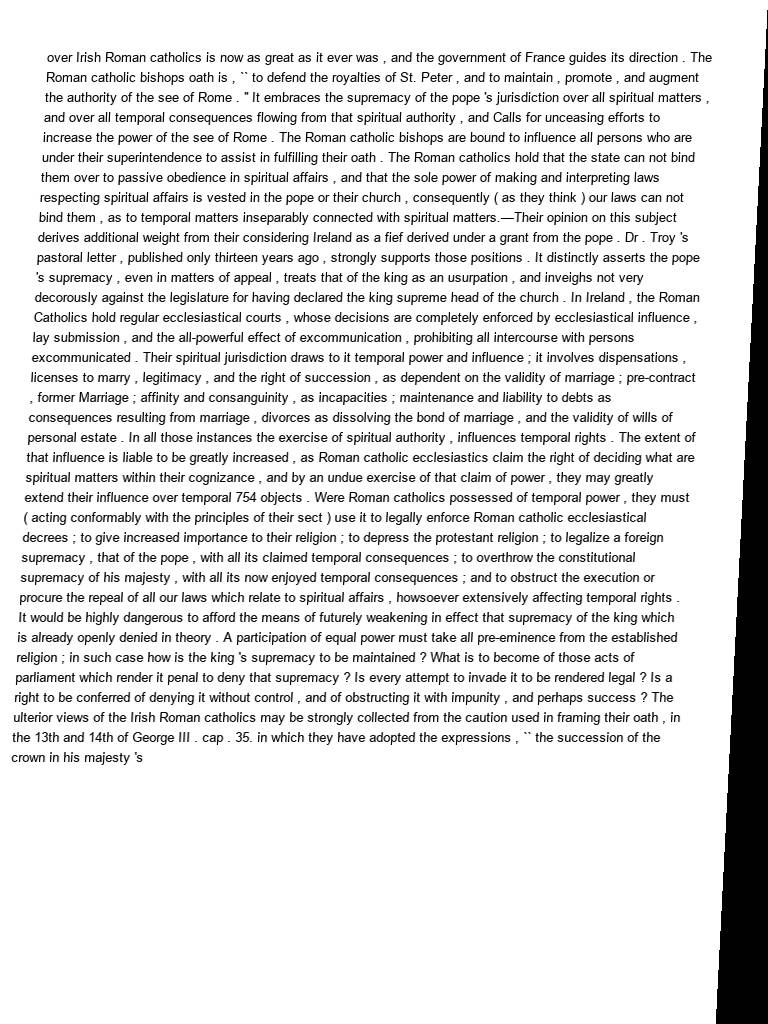 over Irish Roman catholics is now as great as it ever was , and the government of France guides its direction . The
Roman catholic bishops oath is , `` to defend the royalties of St. Peter , and to maintain , promote , and augment
the authority of the see of Rome . " It embraces the supremacy of the pope 's jurisdiction over all spiritual matters ,
and over all temporal consequences flowing from that spiritual authority , and Calls for unceasing efforts to
increase the power of the see of Rome . The Roman catholic bishops are bound to influence all persons who are
under their superintendence to assist in fulfilling their oath . The Roman catholics hold that the state can not bind
them over to passive obedience in spiritual affairs , and that the sole power of making and interpreting laws
respecting spiritual affairs is vested in the pope or their church , consequently ( as they think ) our laws can not
bind them , as to temporal matters inseparably connected with spiritual matters.—Their opinion on this subject
derives additional weight from their considering Ireland as a fief derived under a grant from the pope . Dr . Troy 's
pastoral letter , published only thirteen years ago , strongly supports those positions . It distinctly asserts the pope
's supremacy , even in matters of appeal , treats that of the king as an usurpation , and inveighs not very
decorously against the legislature for having declared the king supreme head of the church . In Ireland , the Roman
Catholics hold regular ecclesiastical courts , whose decisions are completely enforced by ecclesiastical influence ,
lay submission , and the all-powerful effect of excommunication , prohibiting all intercourse with persons
excommunicated . Their spiritual jurisdiction draws to it temporal power and influence ; it involves dispensations ,
licenses to marry , legitimacy , and the right of succession , as dependent on the validity of marriage ; pre-contract
, former Marriage ; affinity and consanguinity , as incapacities ; maintenance and liability to debts as
consequences resulting from marriage , divorces as dissolving the bond of marriage , and the validity of wills of
personal estate . In all those instances the exercise of spiritual authority , influences temporal rights . The extent of
that influence is liable to be greatly increased , as Roman catholic ecclesiastics claim the right of deciding what are
spiritual matters within their cognizance , and by an undue exercise of that claim of power , they may greatly
extend their influence over temporal 754 objects . Were Roman catholics possessed of temporal power , they must
( acting conformably with the principles of their sect ) use it to legally enforce Roman catholic ecclesiastical
decrees ; to give increased importance to their religion ; to depress the protestant religion ; to legalize a foreign
supremacy , that of the pope , with all its claimed temporal consequences ; to overthrow the constitutional
supremacy of his majesty , with all its now enjoyed temporal consequences ; and to obstruct the execution or
procure the repeal of all our laws which relate to spiritual affairs , howsoever extensively affecting temporal rights .
It would be highly dangerous to afford the means of futurely weakening in effect that supremacy of the king which
is already openly denied in theory . A participation of equal power must take all pre-eminence from the established
religion ; in such case how is the king 's supremacy to be maintained ? What is to become of those acts of
parliament which render it penal to deny that supremacy ? Is every attempt to invade it to be rendered legal ? Is a
right to be conferred of denying it without control , and of obstructing it with impunity , and perhaps success ? The
ulterior views of the Irish Roman catholics may be strongly collected from the caution used in framing their oath , in
the 13th and 14th of George III . cap . 35. in which they have adopted the expressions , `` the succession of the
crown in his majesty 's